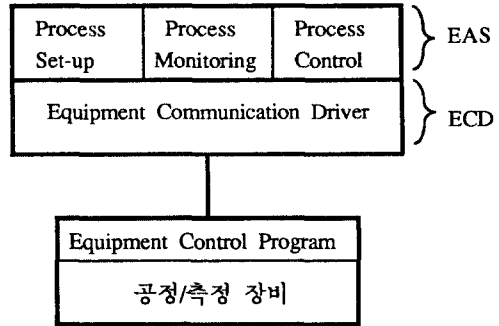 Process Process Process
Set-up Monitoring Control
EAS
Equipment Communication Driver
ECD
Equipment Control Program
공정/측정 장비